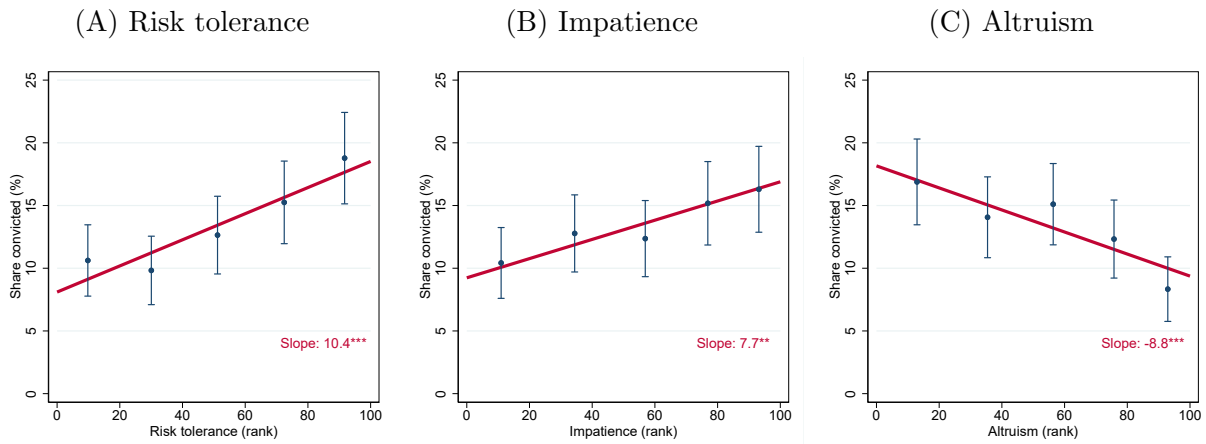 (A) Risk tolerance
Share convicted (%)
25
20
15
10
5
0
Slope: 10.4***
0 20 40 60 80 100
Risk tolerance (rank)
(B) Impatience
Share convicted (%)
25
20
15
10
5
0
Slope: 7.7**
0 20 40 60 80 100
Impatience (rank)
(C) Altruism
Share convicted (%)
25
20
15
10
5
0
Slope: -8.8***
0 20 40 60 80 100
Altruism (rank)